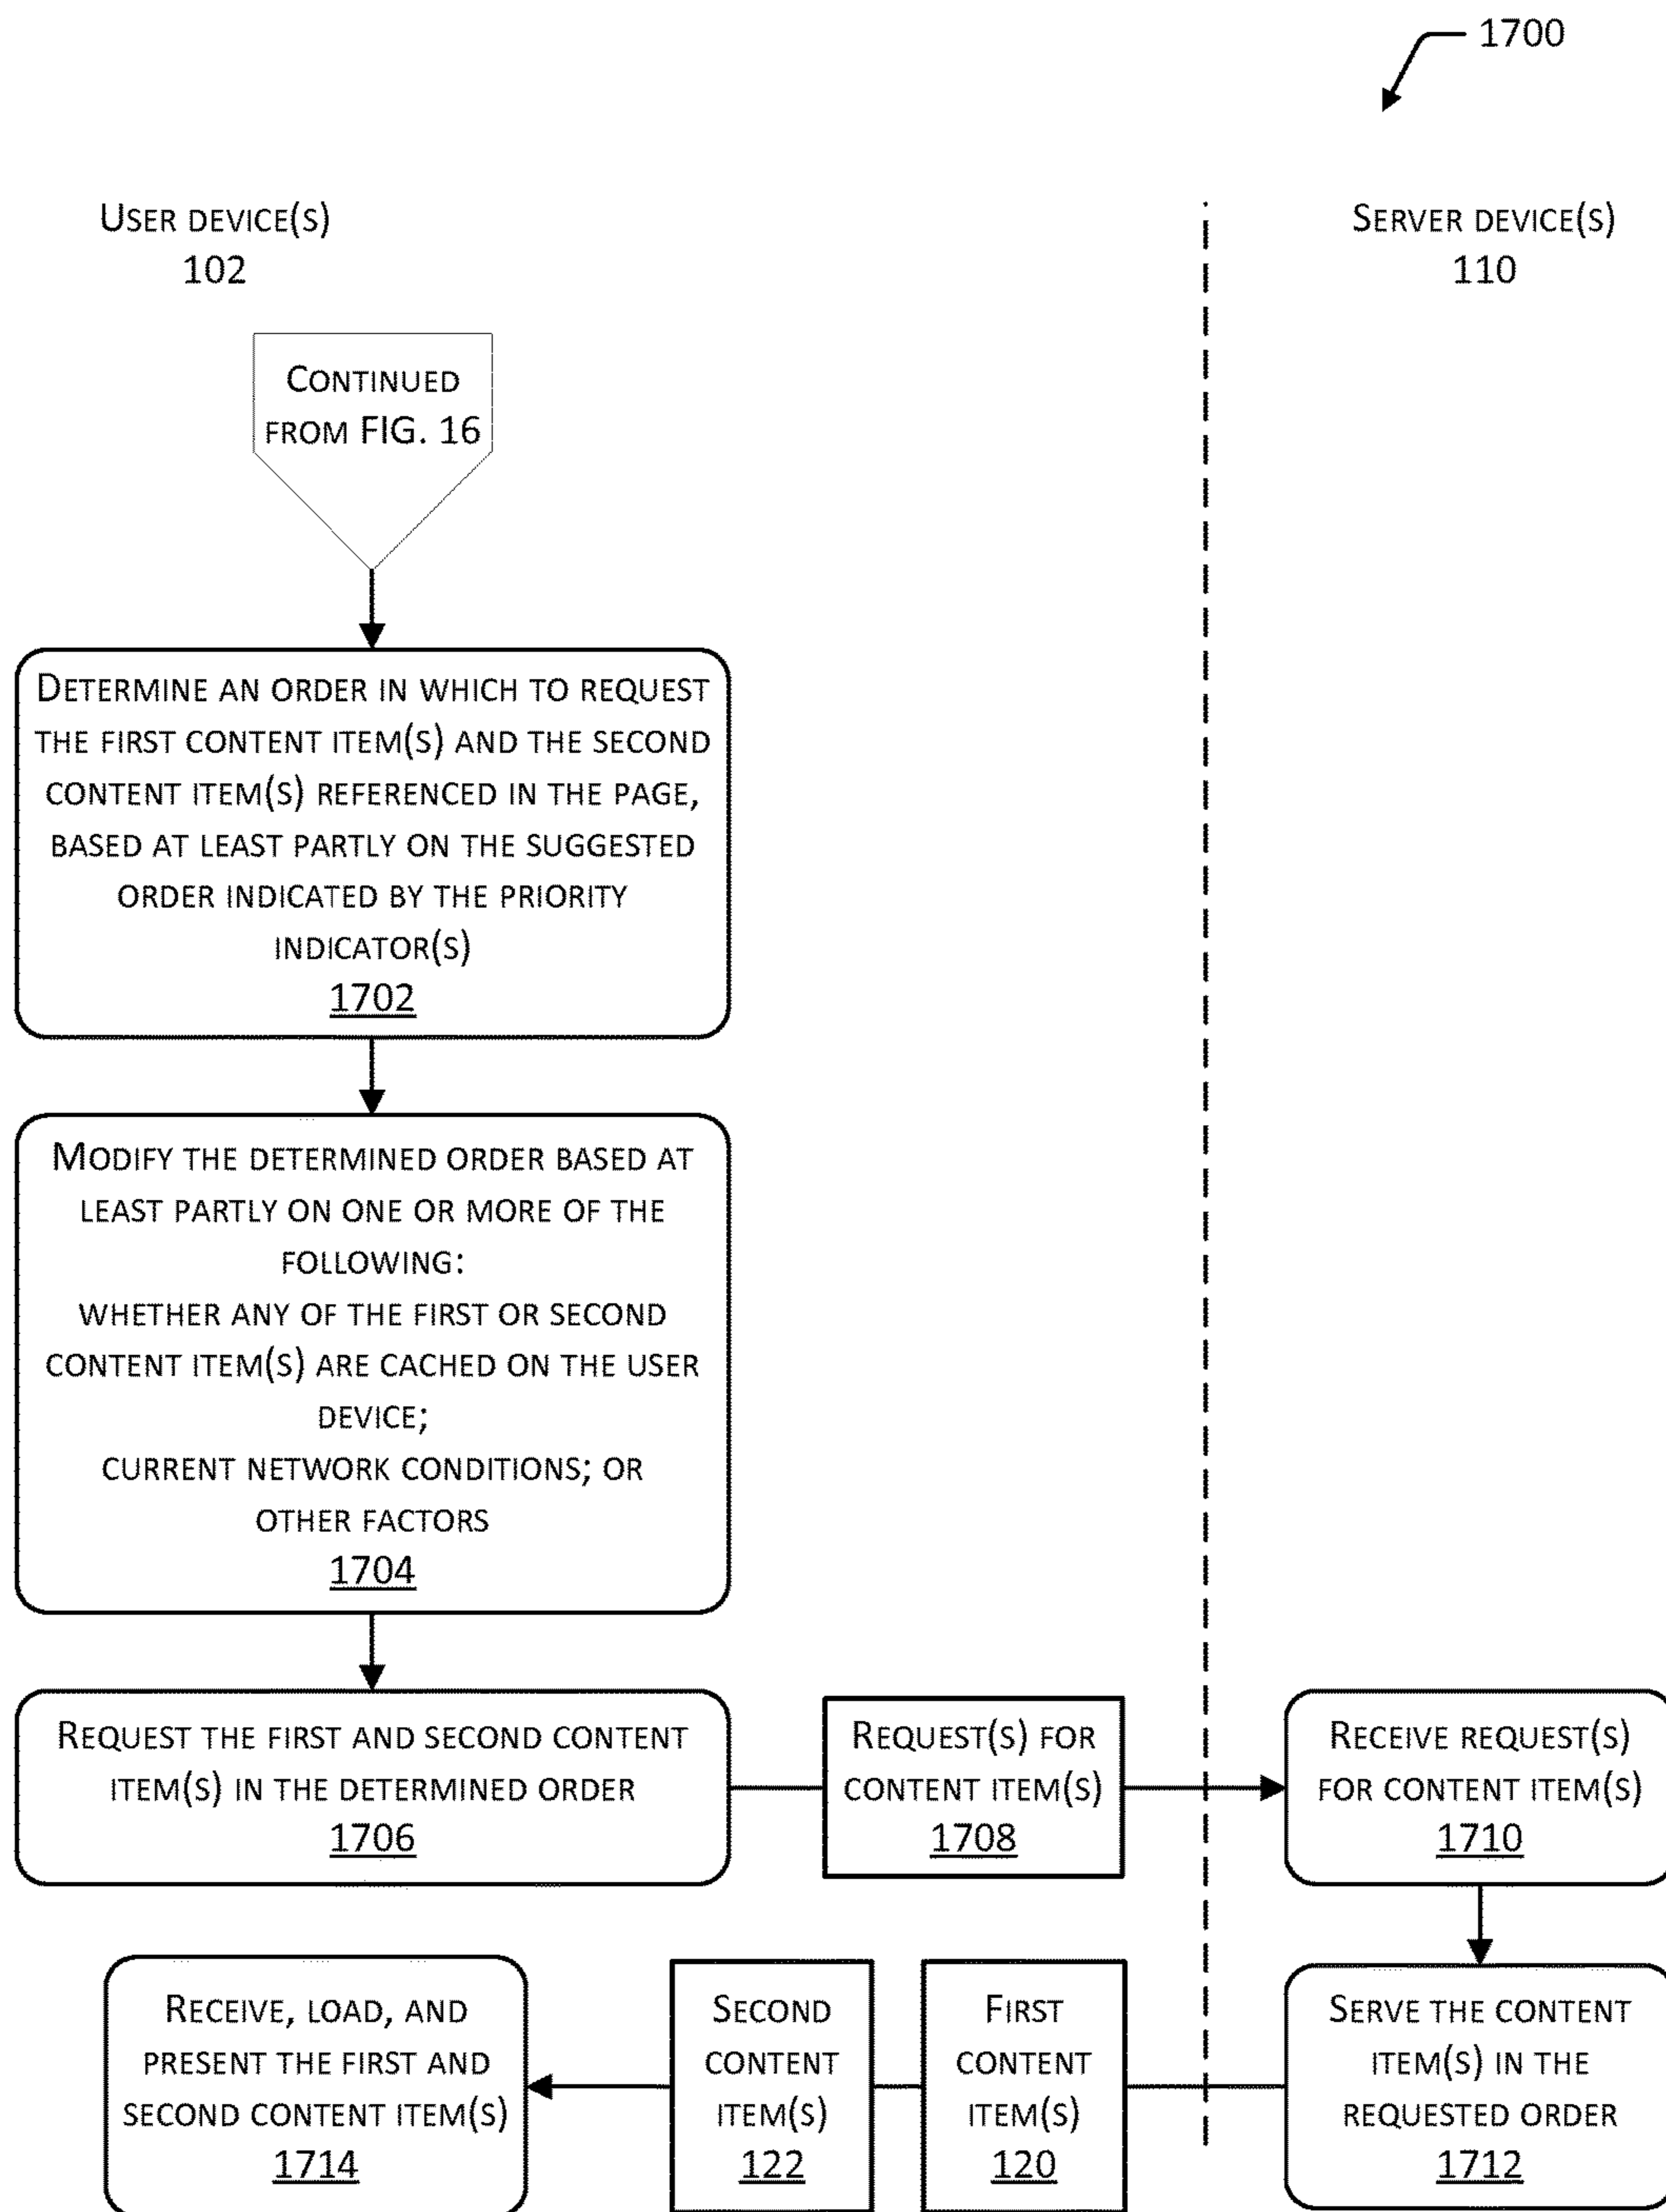 1700
USER DEVICE(S)
102
SERVER DEVICE(S)
110
CONTINUED
FROM FIG. 16
DETERMINE AN ORDER IN WHICH TO REQUEST
THE FIRST CONTENT ITEM(S) AND THE SECOND
CONTENT ITEM(S) REFERENCED IN THE PAGE,
BASED AT LEAST PARTLY ON THE SUGGESTED
ORDER INDICATED BY THE PRIORITY
INDICATOR(S)
1702
MODIFY THE DETERMINED ORDER BASED AT
LEAST PARTLY ON ONE OR MORE OF THE
FOLLOWING:
WHETHER ANY OF THE FIRST OR SECOND
CONTENT ITEM(S) ARE CACHED ON THE USER
DEVICE;
CURRENT NETWORK CONDITIONS; OR
OTHER FACTORS
1704
REQUEST THE FIRST AND SECOND CONTENT
ITEM(S) IN THE DETERMINED ORDER
1706
REQUEST(S) FOR
CONTENT ITEM(S)
1708
RECEIVE REQUEST(S)
FOR CONTENT ITEM(S)
1710
RECEIVE, LOAD, AND
PRESENT THE FIRST AND
SECOND CONTENT ITEM(S)
1714
SECOND
CONTENT
ITEM(S)
122
FIRST
CONTENT
ITEM(S)
120
SERVE THE CONTENT
ITEM(S) IN THE
REQUESTED ORDER
1712